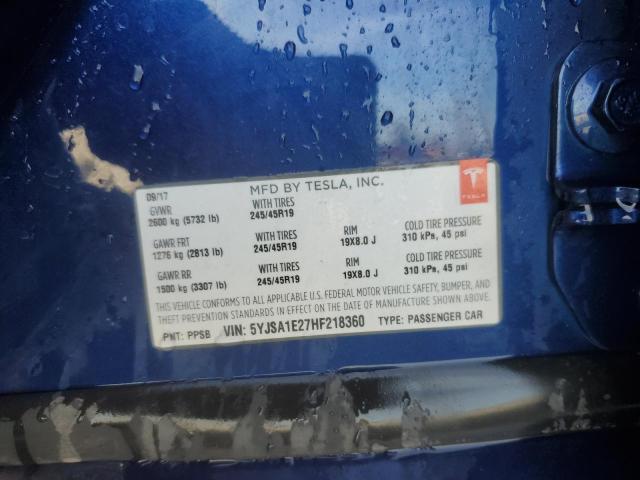 09/17 MFD BY TESLA, INC.
TESLA
GVWR WITH TIRES
2600 kg (5732 lb) 245/45R19
GAWR FRT WITH TIRES RIM COLD TIRE PRESSURE
1276 kg (2813 lb) 245/45R19 19X8.0 J 310 kPa, 45 psi
GAWR RR WITH TIRES RIM COLD TIRE PRESSURE
1500 kg (3307 lb) 245/45R19 19X8.0 J 310 kPa, 45 psi
THIS VEHICLE CONFORMS TO ALL APPLICABLE U.S. FEDERAL MOTOR VEHICLE SAFETY, BUMPER, AND
THEFT PREVENTION STANDARDS IN EFFECT ON THE DATE OF MANUFACTURE SHOWN ABOVE.
PNT: PPSB VIN: 5YJSA1E27HF218360 TYPE: PASSENGER CAR